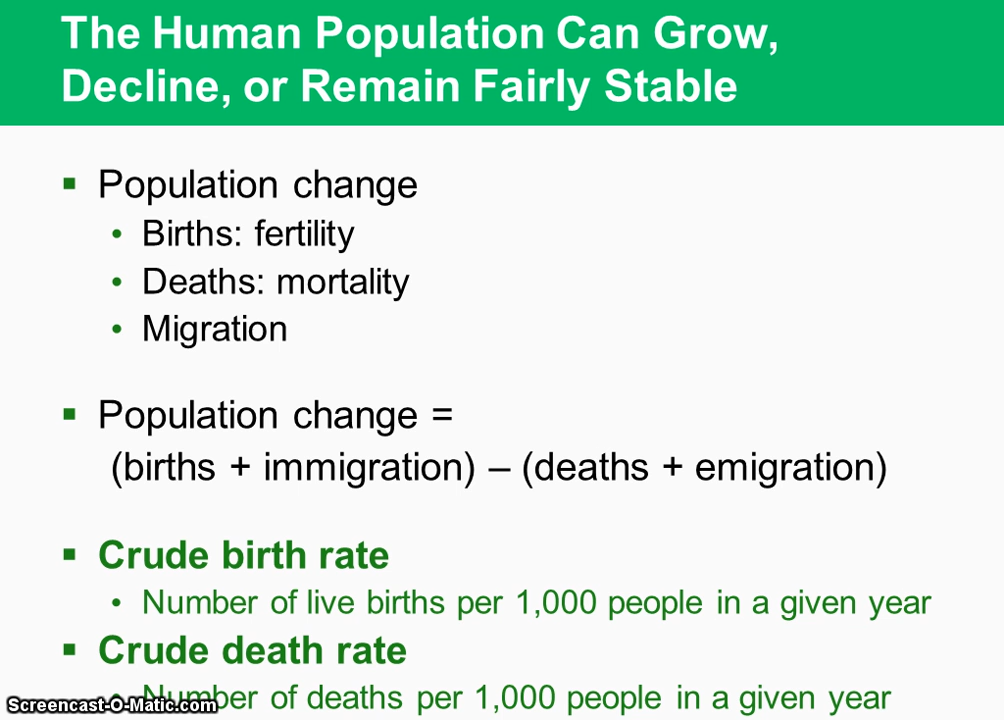 The Human Population Can Grow,
Decline, or Remain Fairly Stable
▪ Population change
• Births: fertility
• Deaths: mortality
• Migration
▪ Population change =
(births + immigration) – (deaths + emigration)
▪ Crude birth rate
• Number of live births per 1,000 people in a given year
▪ Crude death rate
• Number of deaths per 1,000 people in a given year
Screencast-O-Matic.com